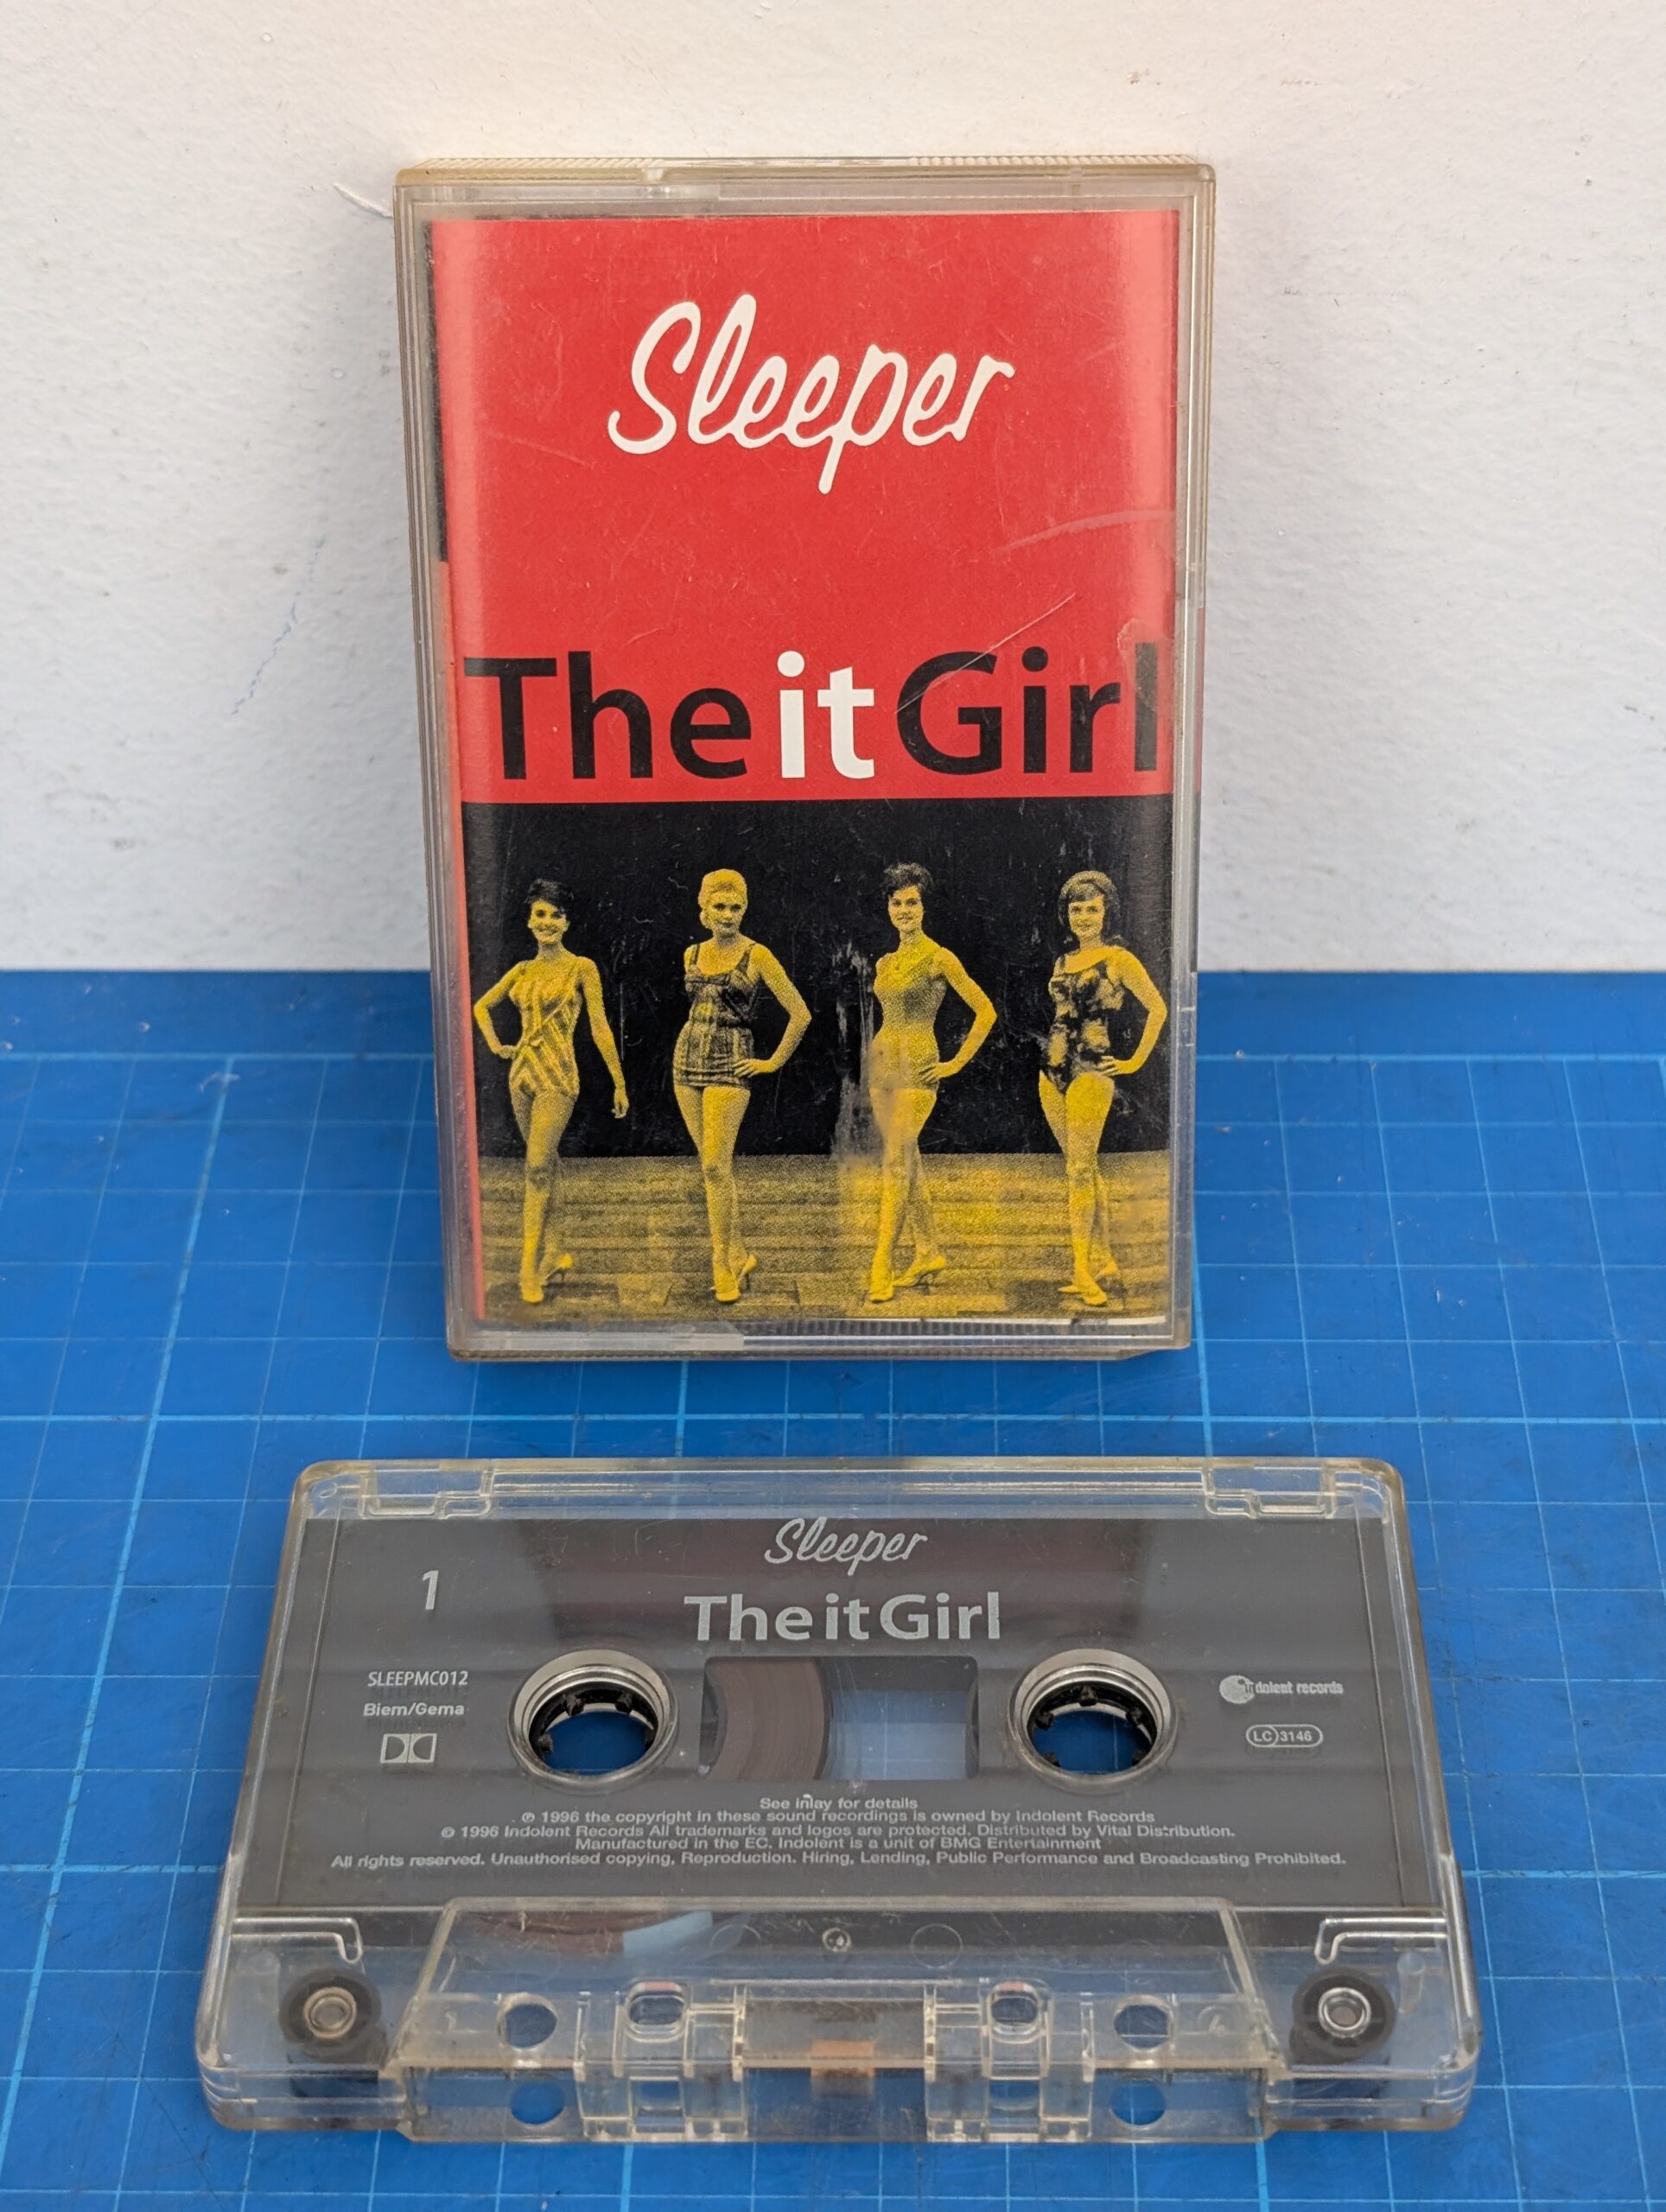 Sleeper
The it Girl
Sleeper
1
The it Girl
SLEEPMC012
Biem/Gema
indolent records
LC 3146
See inlay for details
℗ 1996 the copyright in these sound recordings is owned by Indolent Records
© 1996 Indolent Records All trademarks and logos are protected. Distributed by Vital Distribution.
Manufactured in the EC. Indolent is a unit of BMG Entertainment
All rights reserved. Unauthorised copying, Reproduction. Hiring, Lending, Public Performance and Broadcasting Prohibited.